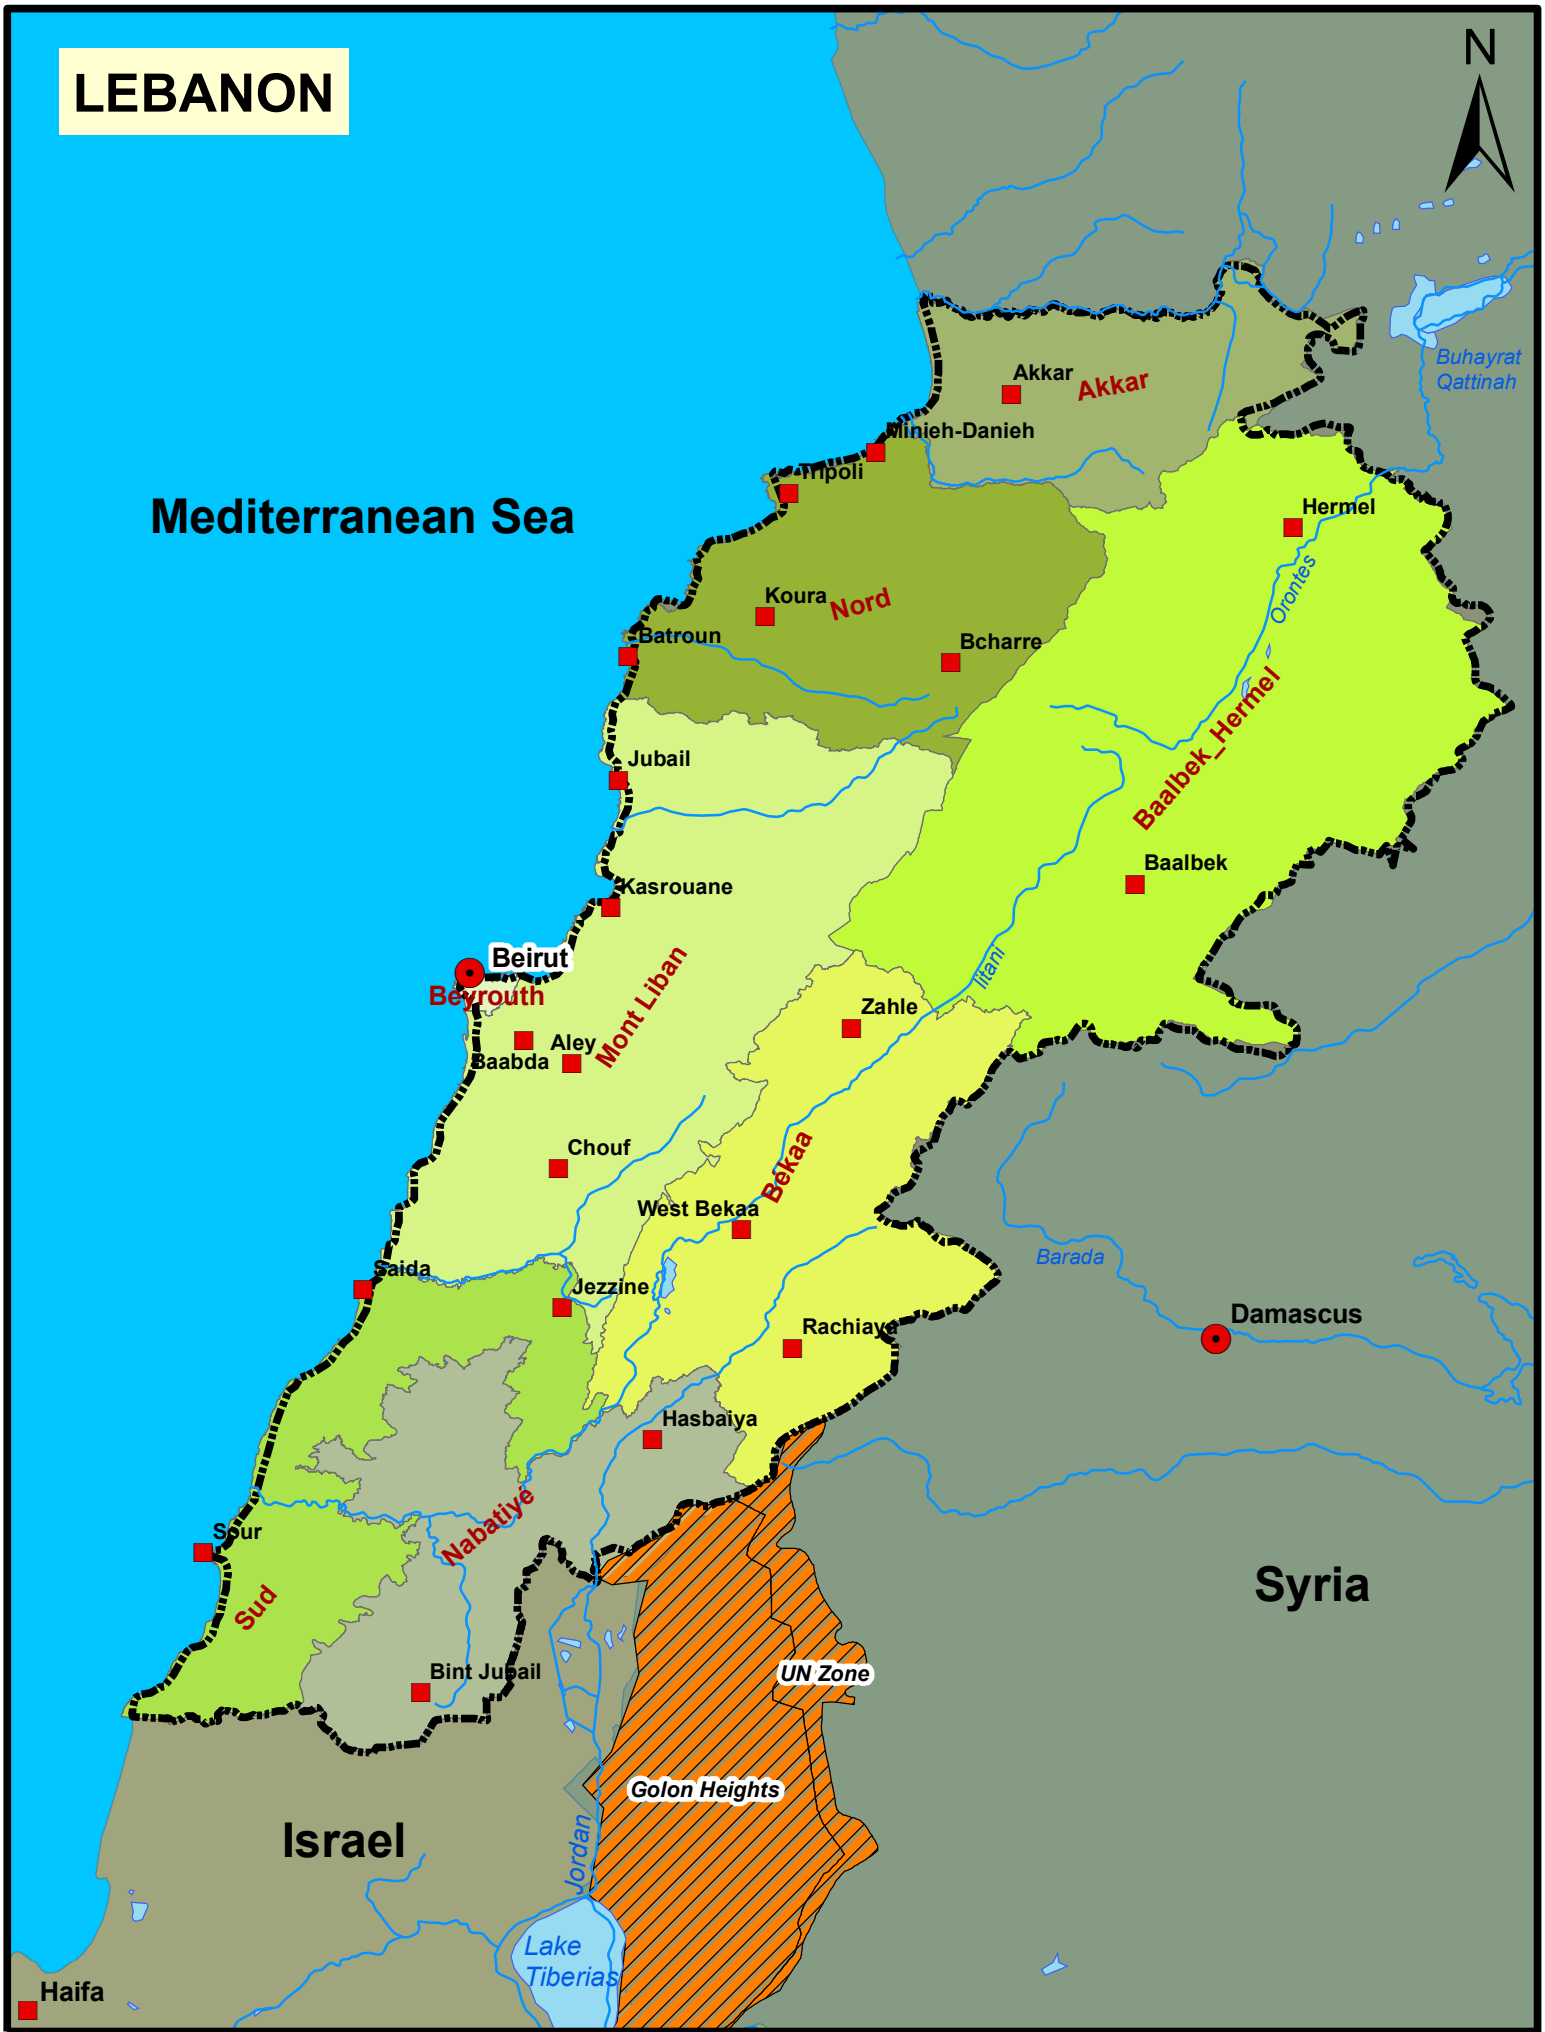 LEBANON
N
Buhayrat
Qattinah
Akkar
Akkar
Minieh-Danieh
Tripoli
Mediterranean Sea
Hermel
Orontes
Koura
Nord
Batroun
Bcharre
Baalbek_Hermel
Jubail
Baalbek
Kasrouane
Beirut
Beyrouth
Mont Liban
litani
Zahle
Aley
Baabda
Chouf
Békaa
West Bekaa
Barada
Saida
Jezzine
Damascus
Rachiaya
Hasbaiya
Nabatiyé
Sour
Sud
Syria
Bint Jubail
UN Zone
Golon Heights
Israel
Jordan
Lake
Tiberias
Haifa